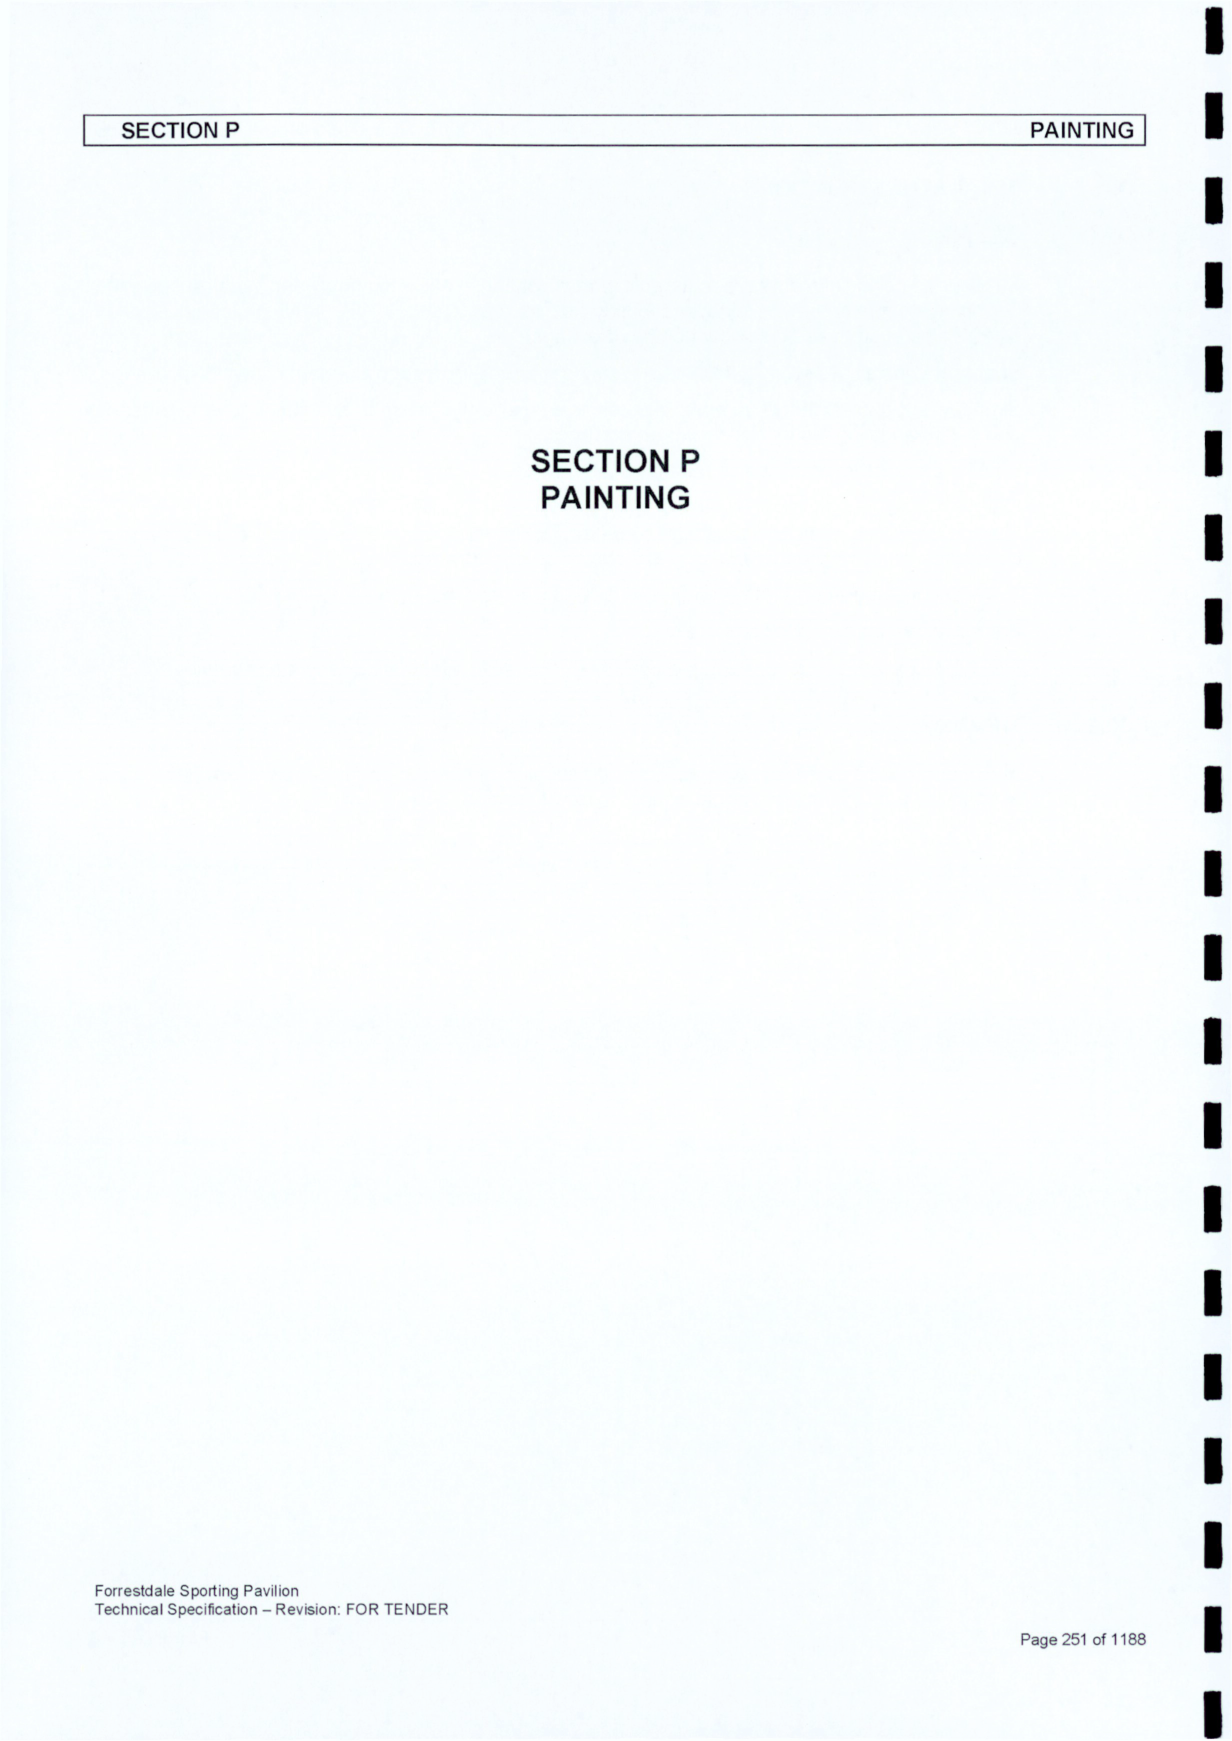 SECTION P PAINTING
SECTION P
PAINTING
Forrestdale Sporting Pavilion
Technical Specification – Revision: FOR TENDER
Page 251 of 1188